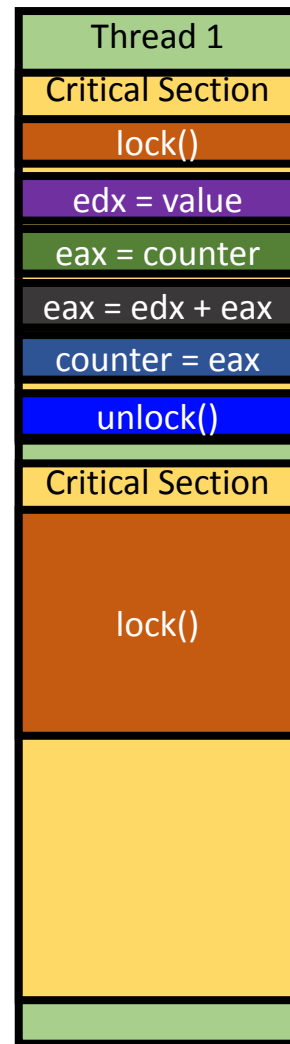 Thread 1
Critical Section
lock()
edx = value
eax = counter
eax = edx + eax
counter = eax
unlock()
Critical Section
lock()